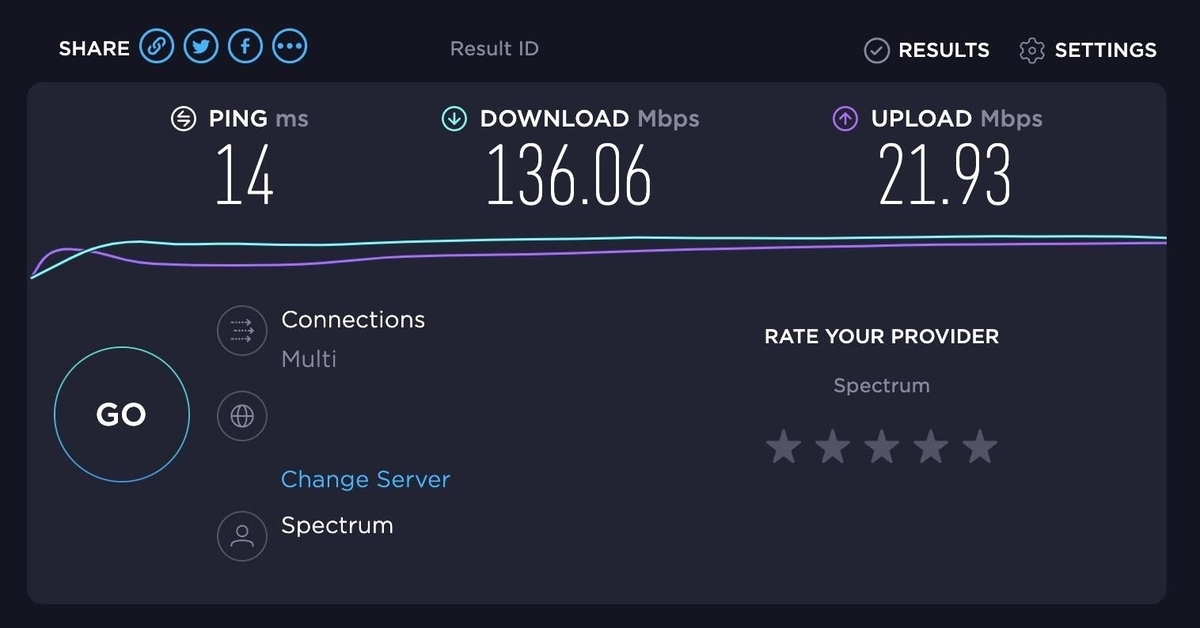 SHARE
Result ID
RESULTS
SETTINGS
PING ms
14
DOWNLOAD Mbps
136.06
UPLOAD Mbps
21.93
GO
Connections
Multi
Change Server
Spectrum
RATE YOUR PROVIDER
Spectrum